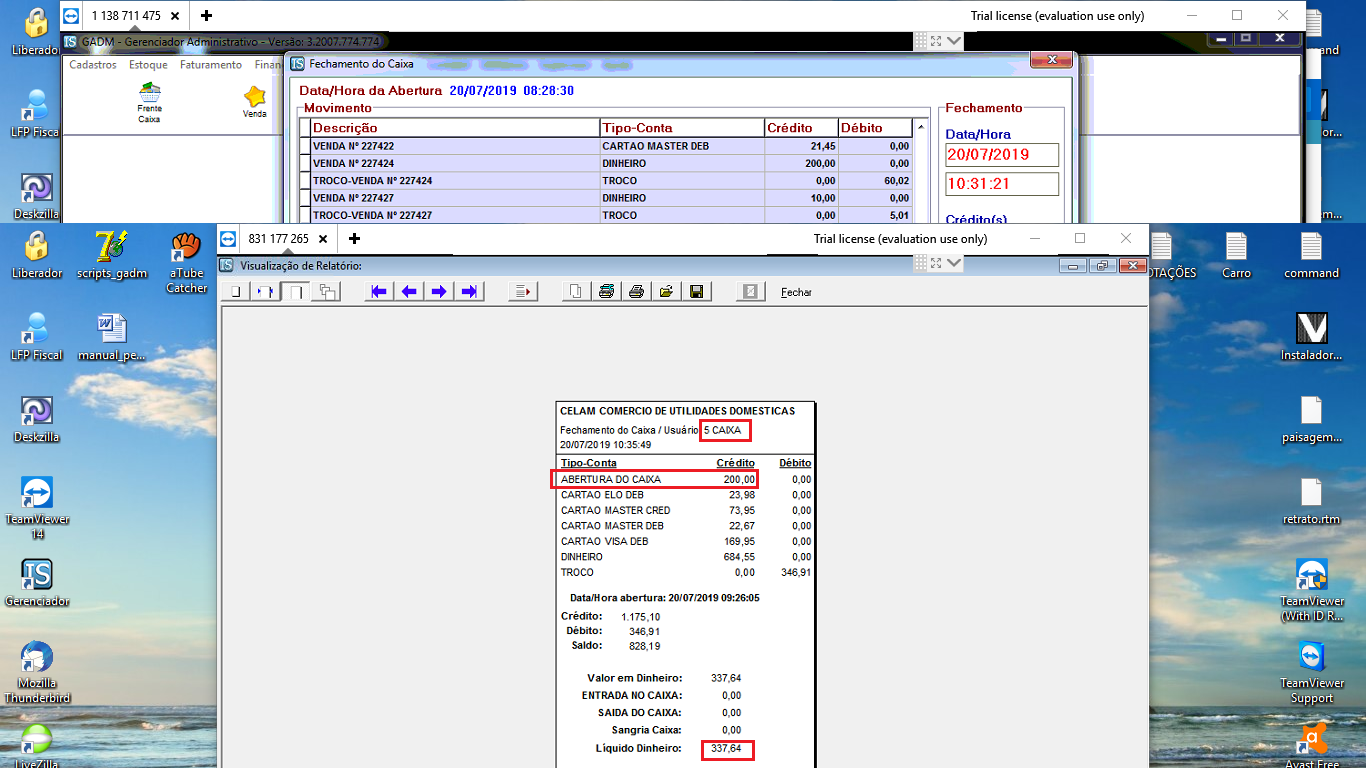 1 138 711 475
Trial license (evaluation use only)
Liberado
GADM - Gerenciador Administrativo - Versão: 3.2007.774.774
Cadastros Estoque Faturamento Finan
Frente
Caixa
Venda
LFP Fisca
Deskzilla
Fechamento do Caixa
Data/Hora da Abertura 20/07/2019 08:28:30
Movimento
Descrição Tipo-Conta Crédito Débito
VENDA Nº 227422 CARTAO MASTER DEB 21,45 0,00
VENDA Nº 227424 DINHEIRO 200,00 0,00
TROCO-VENDA Nº 227424 TROCO 0,00 60,02
VENDA Nº 227427 DINHEIRO 10,00 0,00
TROCO-VENDA Nº 227427 TROCO 0,00 5,01
Fechamento
Data/Hora
20/07/2019
10:31:21
Crédito(s)
and
or...
em...
Liberador
scripts_gadm
aTube
Catcher
LFP Fiscal
manual_pe...
Deskzilla
TeamViewer
14
Gerenciador
Mozilla
Thunderbird
LiveZilla
831 177 265
Trial license (evaluation use only)
Visualização de Relatório:
Fechar
CELAM COMERCIO DE UTILIDADES DOMESTICAS
Fechamento do Caixa / Usuário 5 CAIXA
20/07/2019 10:35:49
Tipo-Conta Crédito Débito
ABERTURA DO CAIXA 200,00 0,00
CARTAO ELO DEB 23,98 0,00
CARTAO MASTER CRED 73,95 0,00
CARTAO MASTER DEB 22,67 0,00
CARTAO VISA DEB 169,95 0,00
DINHEIRO 684,55 0,00
TROCO 0,00 346,91
Data/Hora abertura: 20/07/2019 09:26:05
Crédito: 1.175,10
Débito: 346,91
Saldo: 828,19
Valor em Dinheiro: 337,64
ENTRADA NO CAIXA: 0,00
SAIDA DO CAIXA: 0,00
Sangria Caixa: 0,00
Líquido Dinheiro: 337,64
OTAÇÕES
Carro
command
Instalador...
paisagem...
retrato.rtm
TeamViewer
(With ID R...
TeamViewer
Support
Avast Free